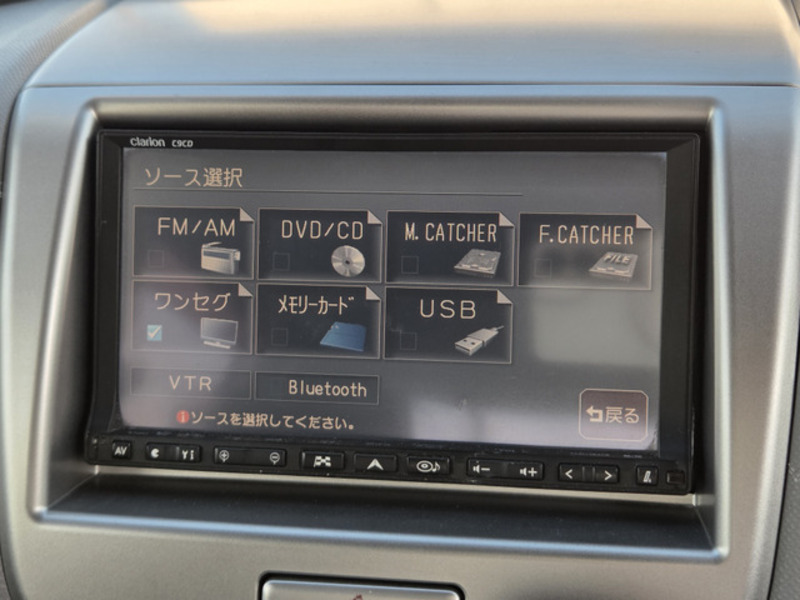 clarion C9CD
ソース選択
FM/AM DVD/CD M.CATCHER F.CATCHER
FILE
ワンセグ ﾒﾓﾘｰｶｰﾄﾞ USB
VTR Bluetooth
ソースを選択してください。
戻る
AV